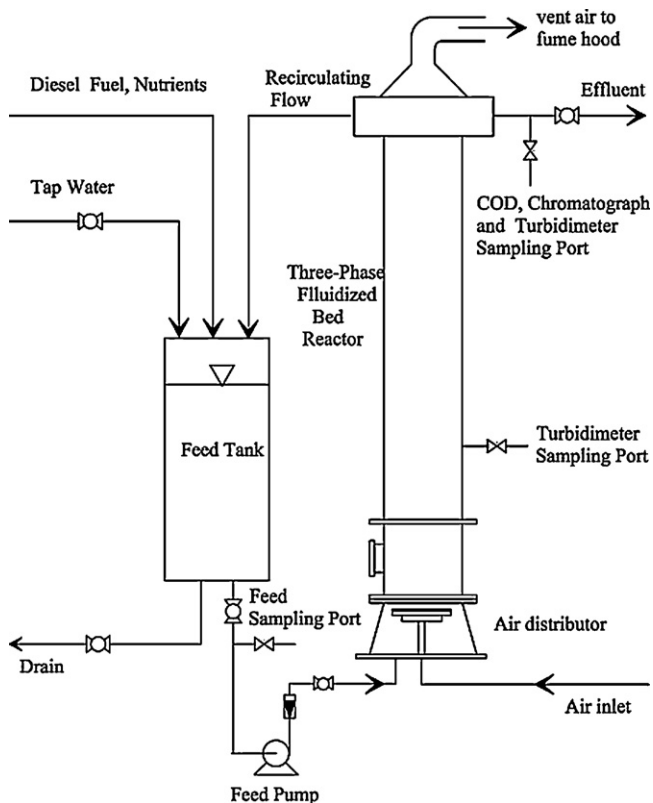 vent air to
fume hood
Diesel Fuel, Nutrients
Recirculating
Flow
Effluent
Tap Water
COD, Chromatograph
and Turbidimeter
Sampling Port
Three-Phase
Flluidized
Bed
Reactor
Feed Tank
Turbidimeter
Sampling Port
Feed
Sampling Port
Air distributor
Drain
Air inlet
Feed Pump